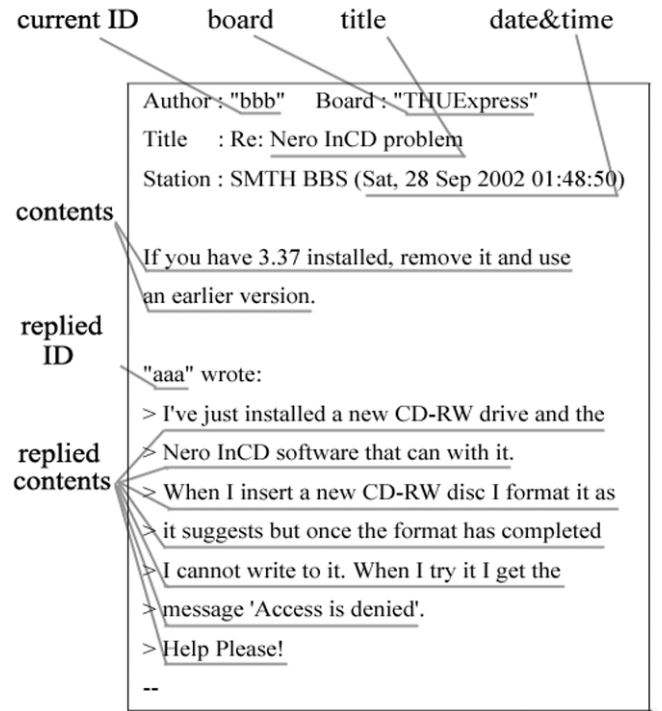 current ID board title date&time
Author : "bbb" Board : "THUExpress"
Title : Re: Nero InCD problem
Station : SMTH BBS (Sat, 28 Sep 2002 01:48:50)
contents
If you have 3.37 installed, remove it and use
an earlier version.
replied
ID
"aaa" wrote:
> I've just installed a new CD-RW drive and the
replied
contents
> Nero InCD software that can with it.
> When I insert a new CD-RW disc I format it as
> it suggests but once the format has completed
> I cannot write to it. When I try it I get the
> message 'Access is denied'.
> Help Please!
--